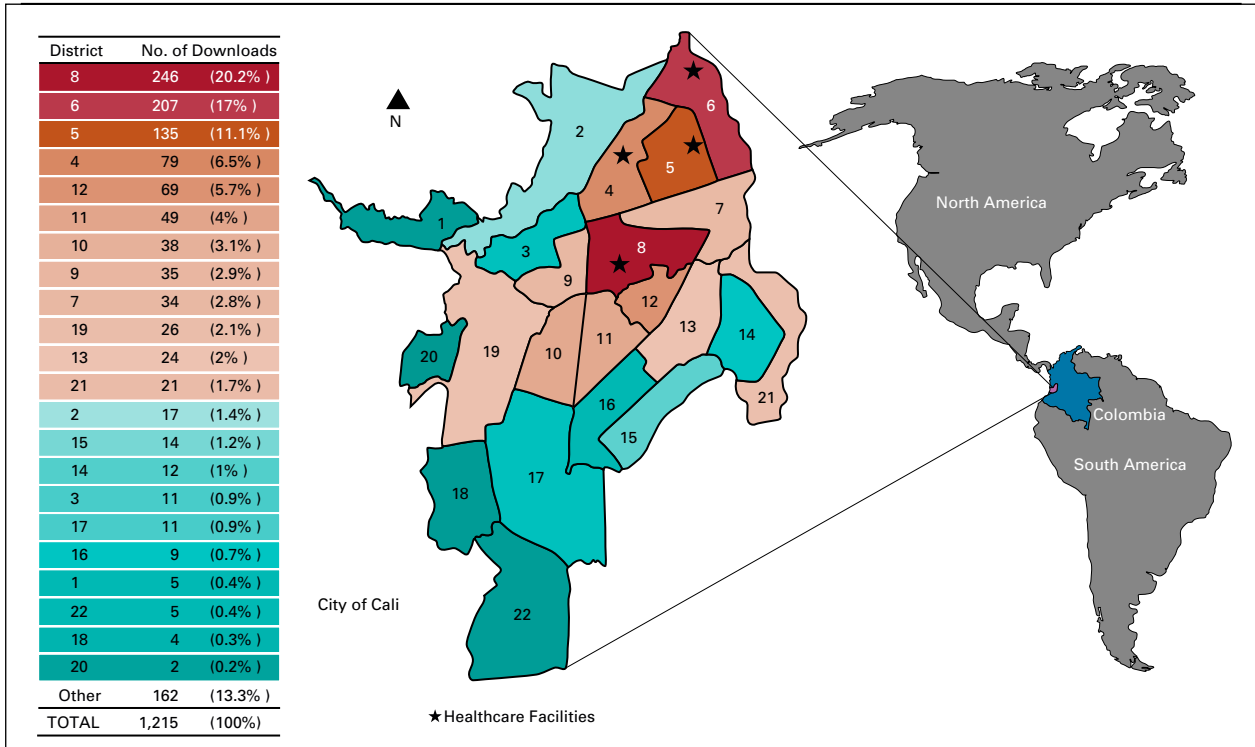 District No. of Downloads
8 246 (20.2% )
6 207 (17% )
5 135 (11.1% )
4 79 (6.5% )
12 69 (5.7% )
11 49 (4% )
10 38 (3.1% )
9 35 (2.9% )
7 34 (2.8% )
19 26 (2.1% )
13 24 (2% )
21 21 (1.7% )
2 17 (1.4% )
15 14 (1.2% )
14 12 (1% )
3 11 (0.9% )
17 11 (0.9% )
16 9 (0.7% )
1 5 (0.4% )
22 5 (0.4% )
18 4 (0.3% )
20 2 (0.2% )
Other 162 (13.3% )
TOTAL 1,215 (100%)
N
6
2
5
4
7
1
8
3
9
12
13
14
11
10
19
20
21
16
15
17
18
22
City of Cali
★Healthcare Facilities
North America
Colombia
South America